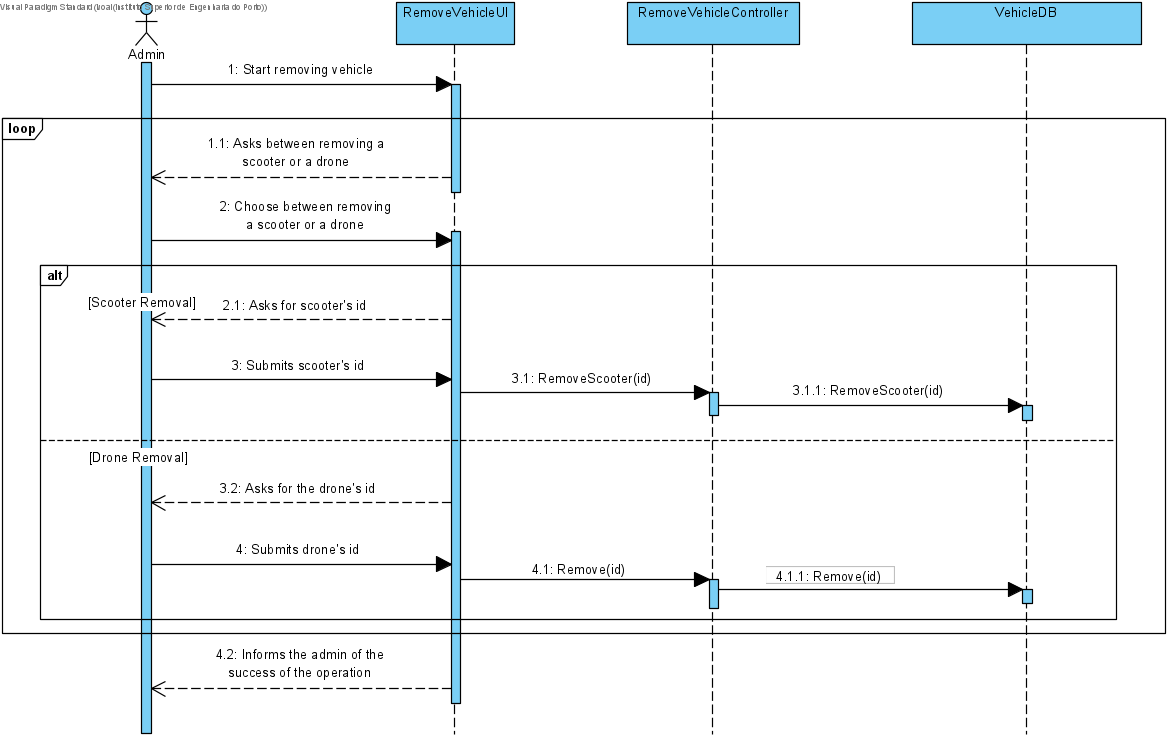 Visual Paradigm Standard (local(Instituto Superior de Engenharia do Porto))
Admin
RemoveVehicleUI
RemoveVehicleController
VehicleDB
1: Start removing vehicle
loop
1.1: Asks between removing a
scooter or a drone
2: Choose between removing
a scooter or a drone
alt
[Scooter Removal]
2.1: Asks for scooter's id
3: Submits scooter's id
3.1: RemoveScooter(id)
3.1.1: RemoveScooter(id)
[Drone Removal]
3.2: Asks for the drone's id
4: Submits drone's id
4.1: Remove(id)
4.1.1: Remove(id)
4.2: Informs the admin of the
success of the operation